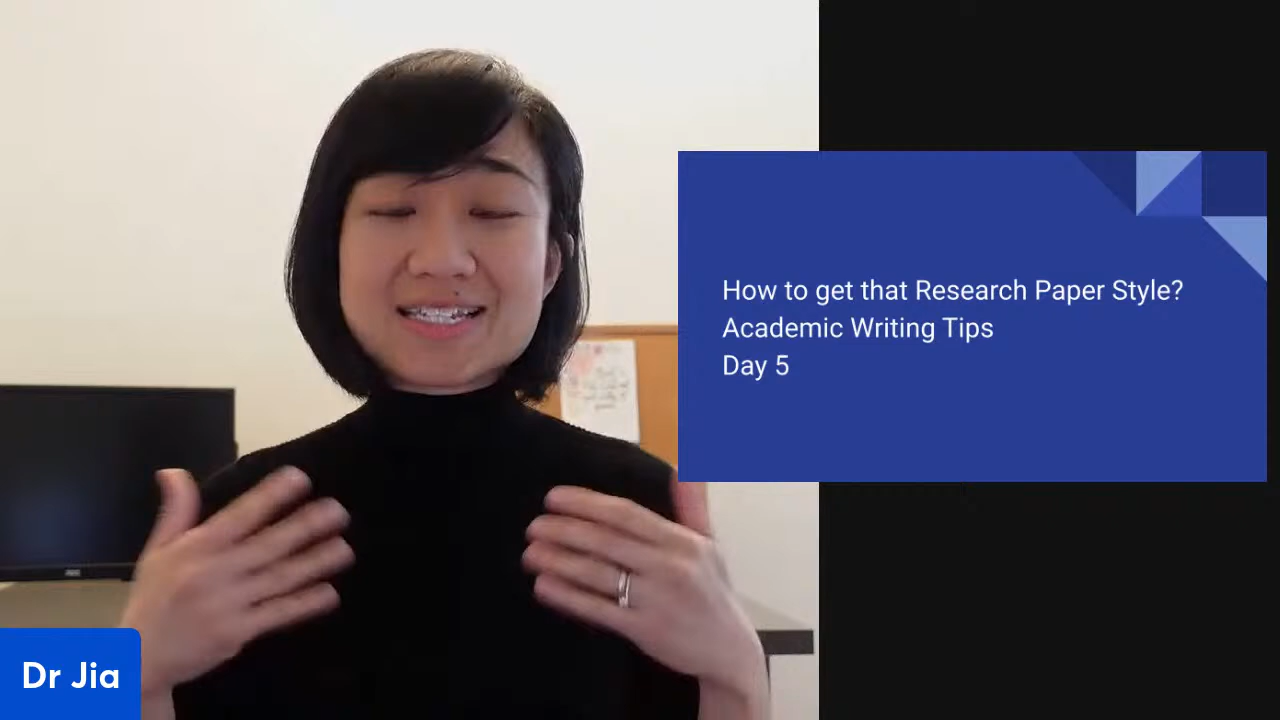 How to get that Research Paper Style?
Academic Writing Tips
Day 5
Dr Jia